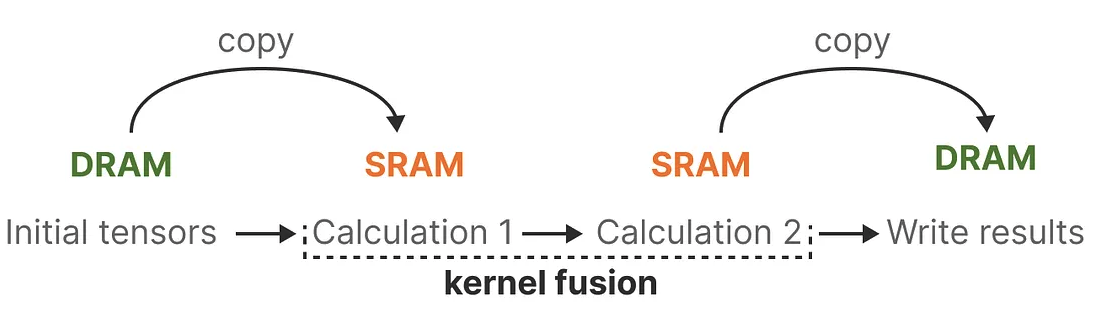 copy copy
DRAM SRAM SRAM DRAM
Initial tensors Calculation 1 Calculation 2 Write results
kernel fusion